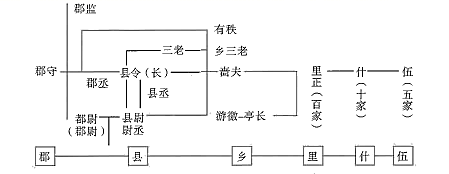 郡监
有秩
三老
乡三老
郡守
县令(长)
啬夫
里正(百家)
什(十家)
伍(五家)
郡丞
县丞
都尉
(郡尉)
县尉
尉丞
游徼
亭长
郡
县
乡
里
什
伍